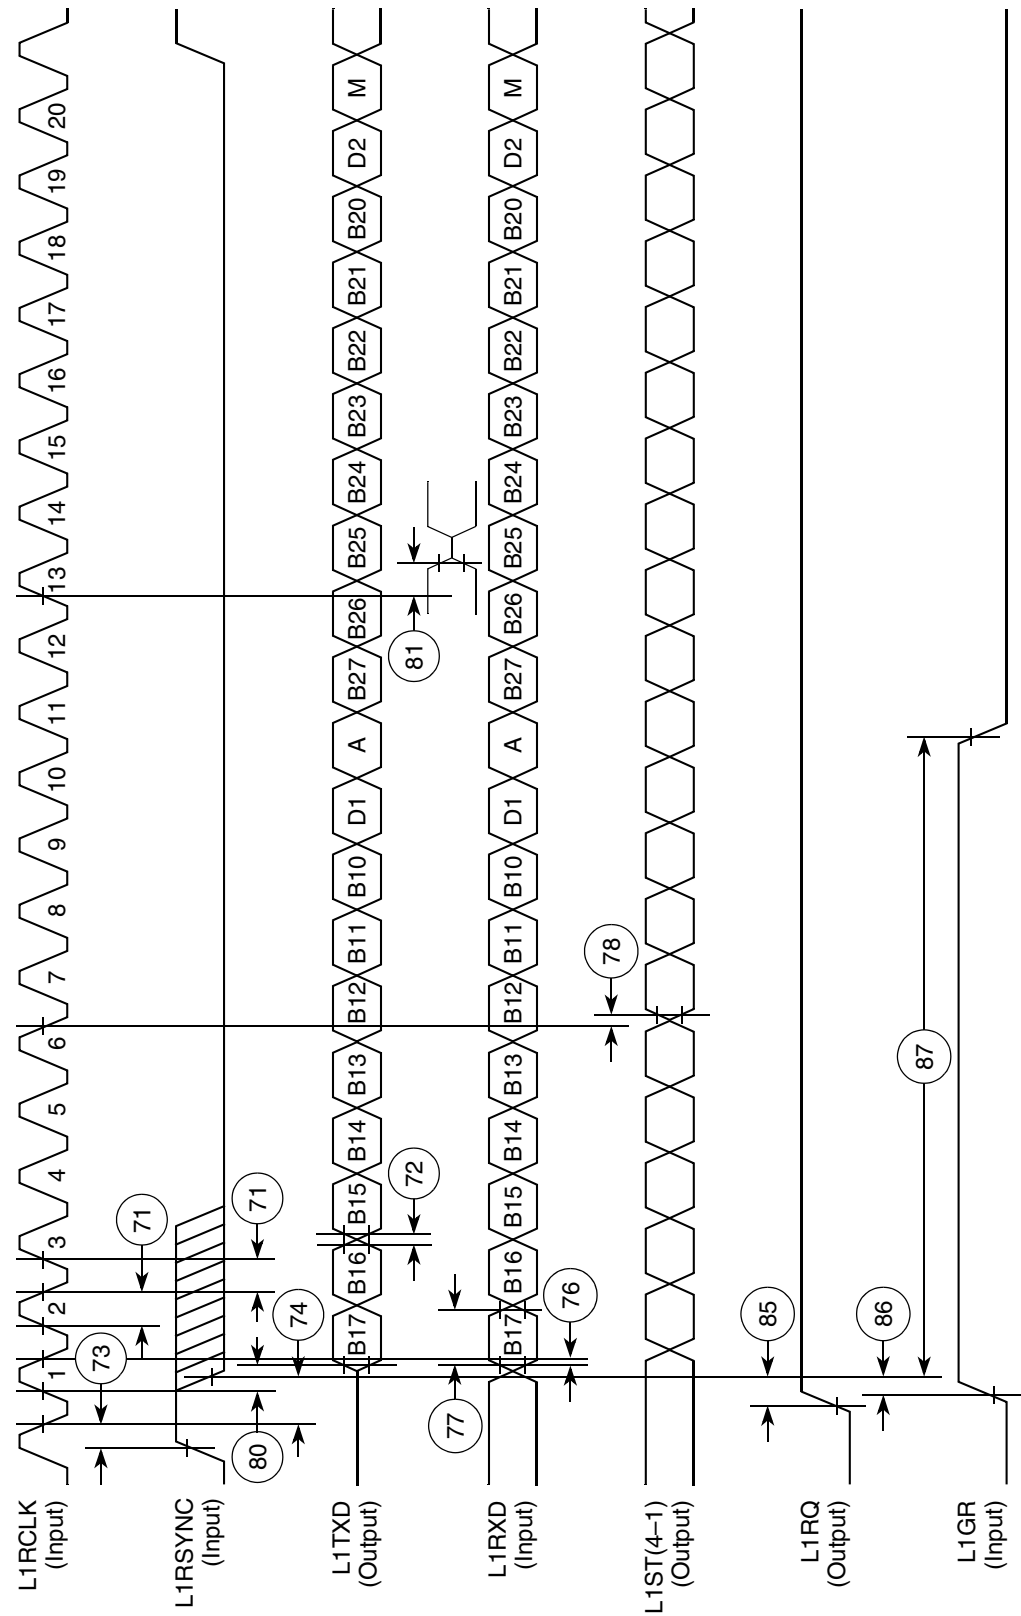 L1RCLK
(Input)
1 2 3 4 5 6 7 8 9 10 11 12 13 14 15 16 17 18 19 20
73
71
L1RSYNC
(Input)
80
74
71
L1TXD
(Output)
B17 B16 B15 B14 B13 B12 B11 B10 D1 A B27 B26 B25 B24 B23 B22 B21 B20 D2 M
72
81
77
L1RXD
(Input)
B17 B16 B15 B14 B13 B12 B11 B10 D1 A B27 B26 B25 B24 B23 B22 B21 B20 D2 M
76
78
L1ST(4–1)
(Output)
85
L1RQ
(Output)
86
87
L1GR
(Input)